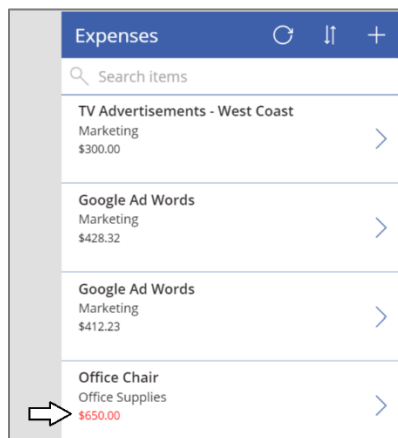 Expenses
Search items
TV Advertisements - West Coast
Marketing
$300.00
Google Ad Words
Marketing
$428.32
Google Ad Words
Marketing
$412.23
Office Chair
Office Supplies
$650.00